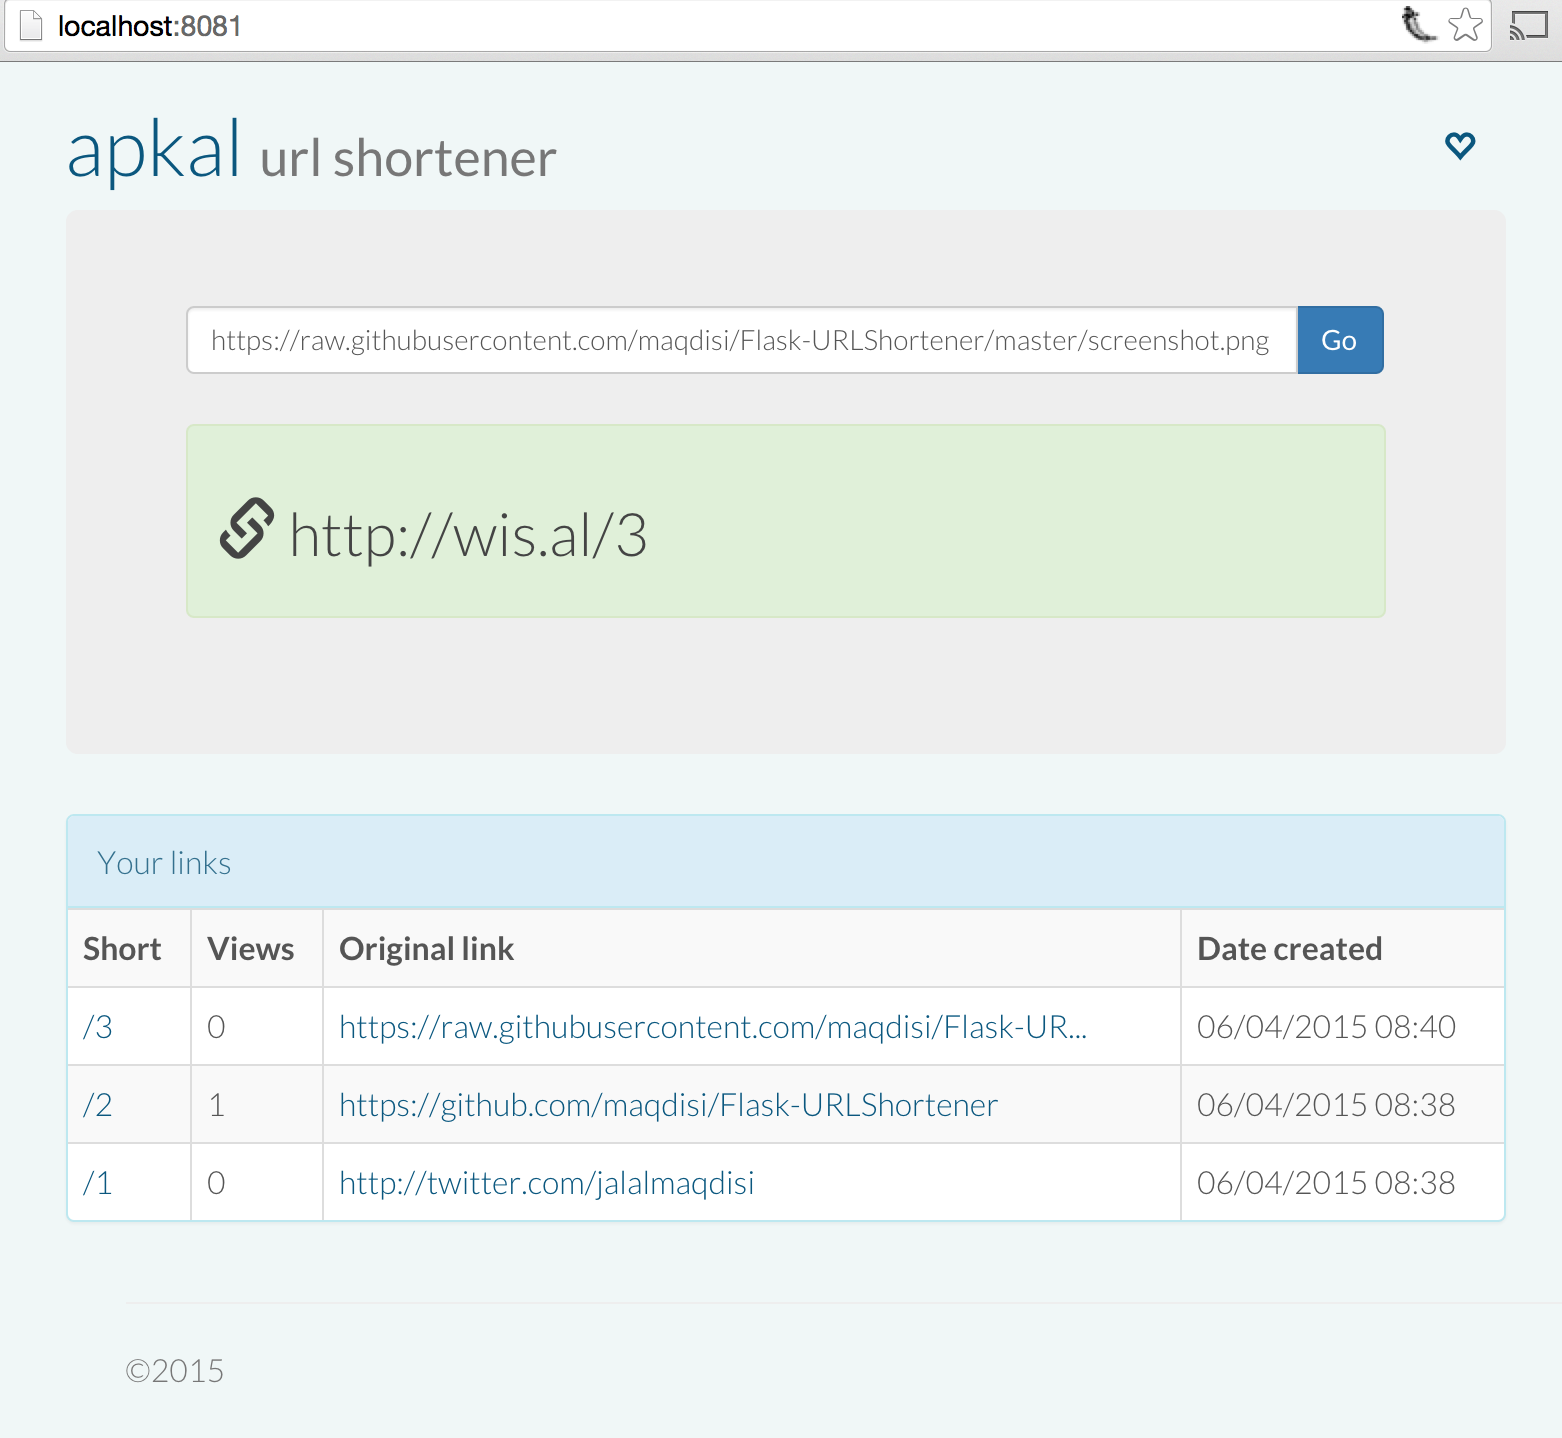 localhost:8081
apkal url shortener
https://raw.githubusercontent.com/maqdisi/Flask-URLShortener/master/screenshot.png Go
http://wis.al/3
Your links
Short Views Original link Date created
/3 0 https://raw.githubusercontent.com/maqdisi/Flask-UR... 06/04/2015 08:40
/2 1 https://github.com/maqdisi/Flask-URLShortener 06/04/2015 08:38
/1 0 http://twitter.com/jalalmaqdisi 06/04/2015 08:38
©2015